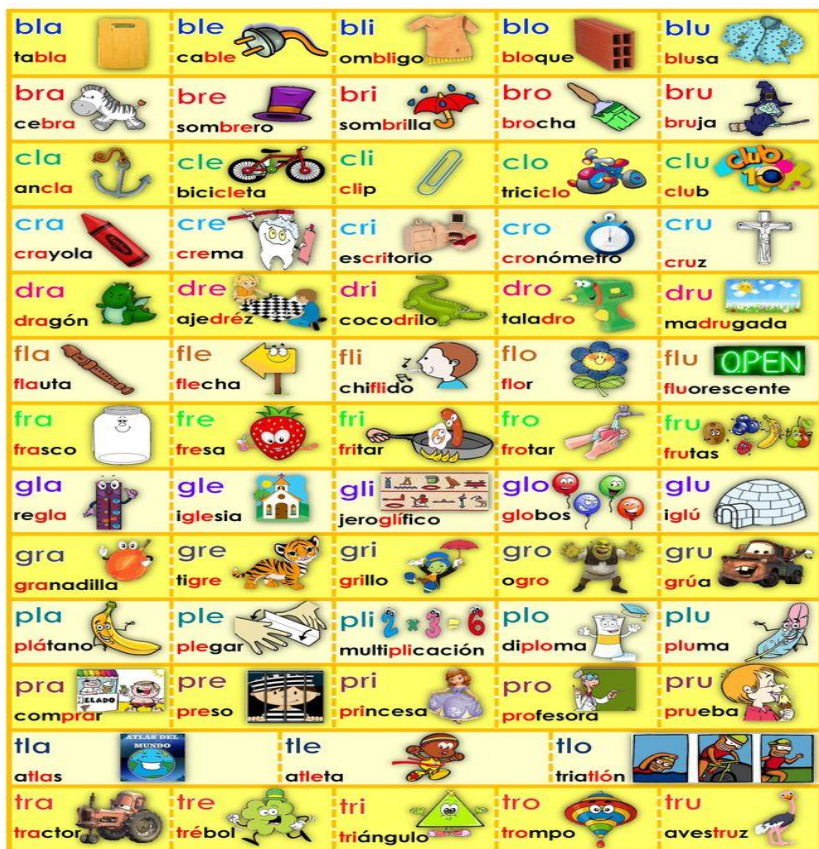 bla ble bli blo blu
tabla cable ombligo bloque blusa
bra bre bri bro bru
cebra sombrero sombrilla brocha bruja
cla cle cli clo clu
ancla bicicleta clip triciclo club
club 10
cra cre cri cro cru
crayola crema escritorio cronómetro cruz
dra dre dri dro dru
dragón ajedréz cocodrilo taladro madrugada
fla fle fli flo flu
OPEN
flauta flecha chiflido flor fluorescente
fra fre fri fro fru
frasco fresa fritar frotar frutas
gla gle gli glo glu
regla iglesia jeroglífico globos iglú
gra gre gri gro gru
granadilla tigre grillo ogro grúa
pla ple pli plo plu
2 x 3 = 6
plátano plegar multiplicación diploma pluma
pra pre pri pro pru
ELADO
comprar preso princesa profesora prueba
tla tle tlo
ATLAS DEL
MUNDO
atlas atleta triatlón
tra tre tri tro tru
tractor trébol triángulo trompo avestruz